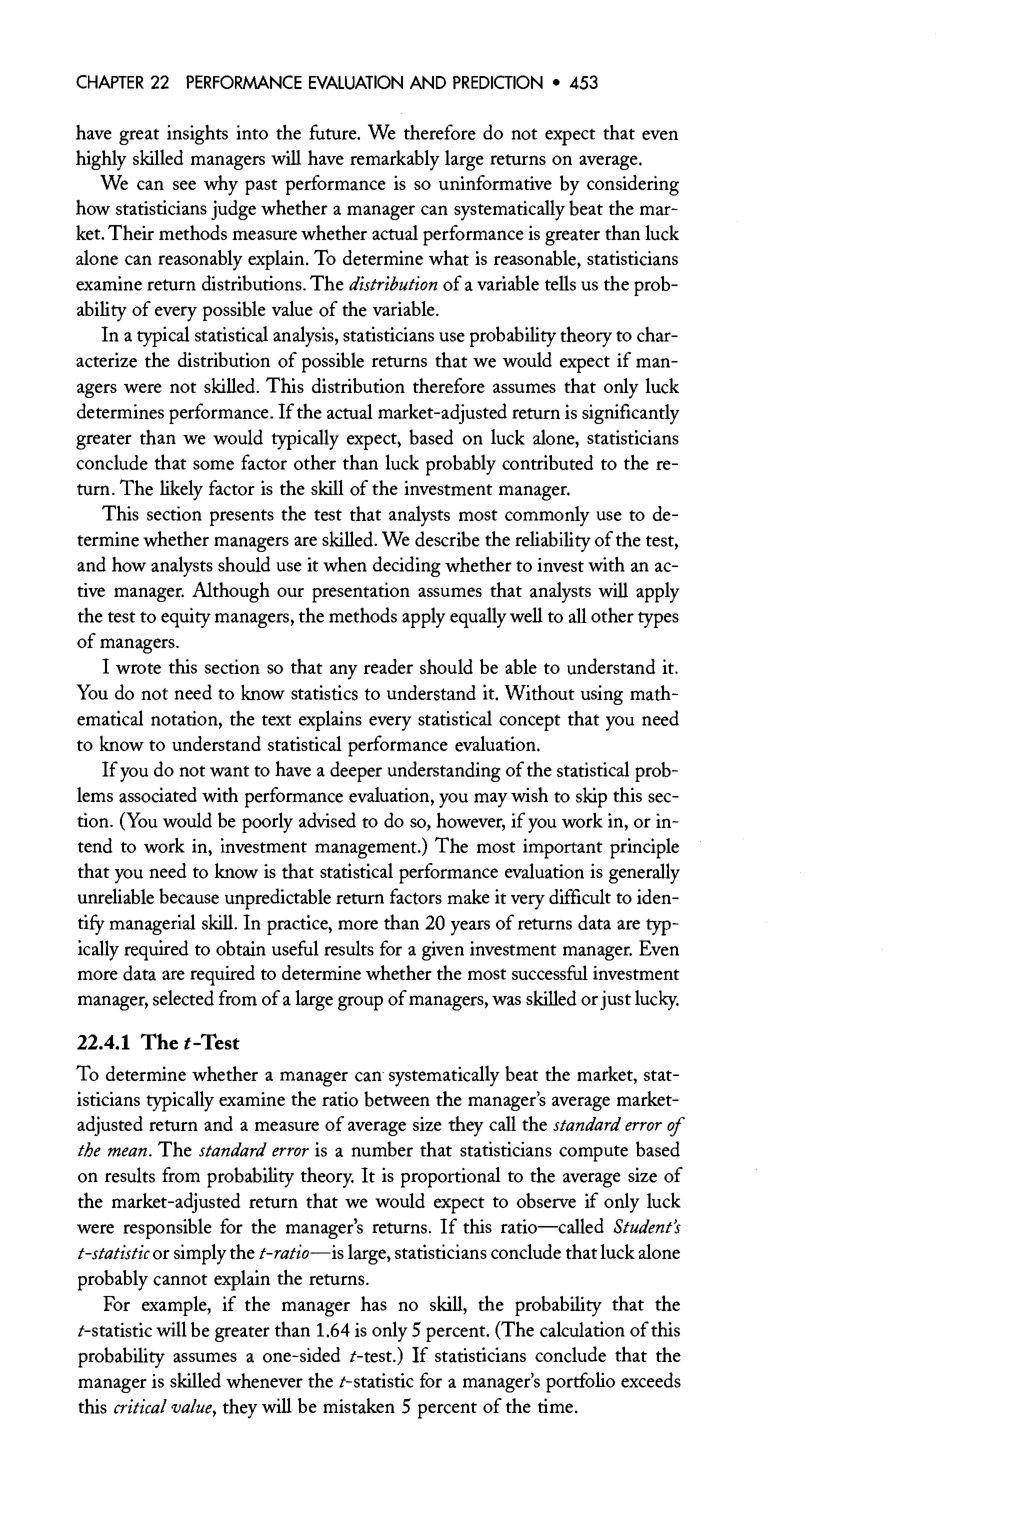 CHAPTER 22 PERFORMANCE EVALUATION AND PREDICTION • 453
have great insights into the future. We therefore do not expect that even
highly skilled managers will have remarkably large returns on average.
We can see why past performance is so uninformative by considering
how statisticians judge whether a manager can systematically beat the mar-
ket. Their methods measure whether actual performance is greater than luck
alone can reasonably explain. To determine what is reasonable, statisticians
examine return distributions. The distribution of a variable tells us the prob-
ability of every possible value of the variable.
In a typical statistical analysis, statisticians use probability theory to char-
acterize the distribution of possible returns that we would expect if man-
agers were not skilled. This distribution therefore assumes that only luck
determines performance. If the actual market-adjusted return is significantly
greater than we would typically expect, based on luck alone, statisticians
conclude that some factor other than luck probably contributed to the re-
turn. The likely factor is the skill of the investment manager.
This section presents the test that analysts most commonly use to de-
termine whether managers are skilled. We describe the reliability of the test,
and how analysts should use it when deciding whether to invest with an ac-
tive manager. Although our presentation assumes that analysts will apply
the test to equity managers, the methods apply equally well to all other types
of managers.
I wrote this section so that any reader should be able to understand it.
You do not need to know statistics to understand it. Without using math-
ematical notation, the text explains every statistical concept that you need
to know to understand statistical performance evaluation.
If you do not want to have a deeper understanding of the statistical prob-
lems associated with performance evaluation, you may wish to skip this sec-
tion. (You would be poorly advised to do so, however, if you work in, or in-
tend to work in, investment management.) The most important principle
that you need to know is that statistical performance evaluation is generally
unreliable because unpredictable return factors make it very difficult to iden-
tify managerial skill. In practice, more than 20 years of returns data are typ-
ically required to obtain useful results for a given investment manager. Even
more data are required to determine whether the most successful investment
manager, selected from of a large group of managers, was skilled or just lucky.
22.4.1 The t-Test
To determine whether a manager can systematically beat the market, stat-
isticians typically examine the ratio between the manager's average market-
adjusted return and a measure of average size they call the standard error of
the mean. The standard error is a number that statisticians compute based
on results from probability theory. It is proportional to the average size of
the market-adjusted return that we would expect to observe if only luck
were responsible for the manager's returns. If this ratio—called Student's
t-statistic or simply the t-ratio—is large, statisticians conclude that luck alone
probably cannot explain the returns.
For example, if the manager has no skill, the probability that the
t-statistic will be greater than 1.64 is only 5 percent. (The calculation of this
probability assumes a one-sided t-test.) If statisticians conclude that the
manager is skilled whenever the t-statistic for a manager's portfolio exceeds
this critical value, they will be mistaken 5 percent of the time.